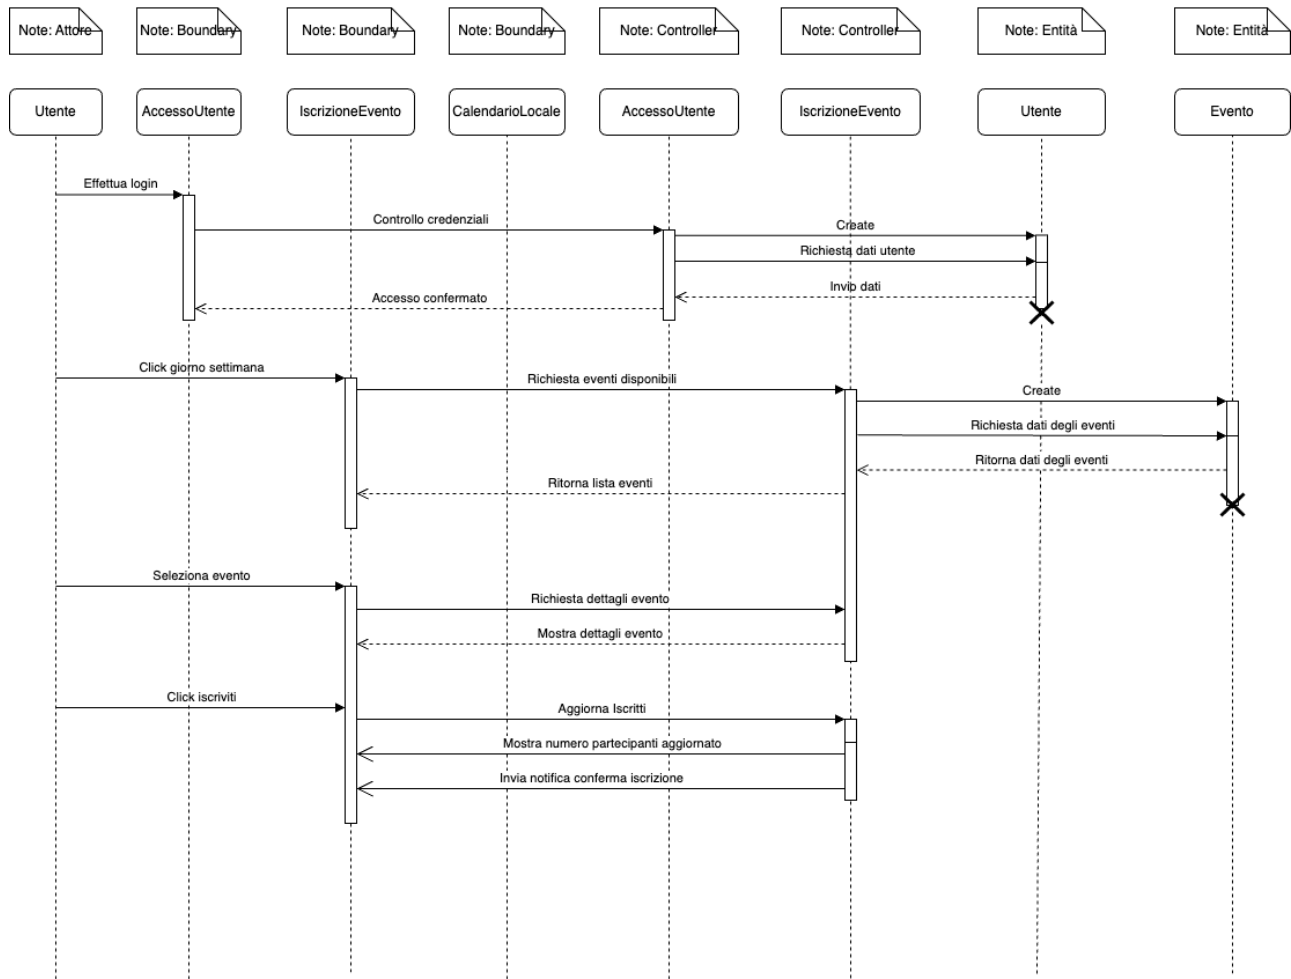 Note: Attore
Note: Boundary
Note: Boundary
Note: Boundary
Note: Controller
Note: Controller
Note: Entità
Note: Entità
Utente
AccessoUtente
IscrizioneEvento
CalendarioLocale
AccessoUtente
IscrizioneEvento
Utente
Evento
Effettua login
Controllo credenziali
Create
Richiesta dati utente
Invio dati
Accesso confermato
Click giorno settimana
Richiesta eventi disponibili
Create
Richiesta dati degli eventi
Ritorna dati degli eventi
Ritorna lista eventi
Seleziona evento
Richiesta dettagli evento
Mostra dettagli evento
Click iscriviti
Aggiorna Iscritti
Mostra numero partecipanti aggiornato
Invia notifica conferma iscrizione